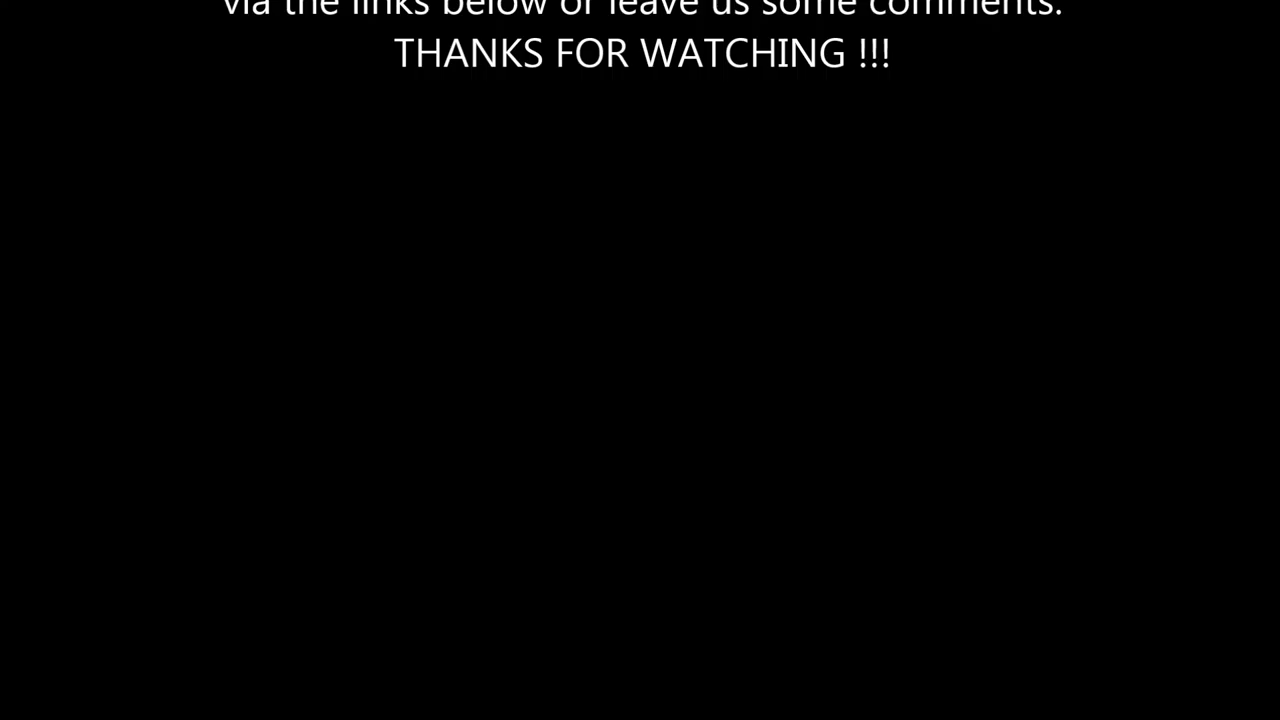 via the links below or leave us some comments.
THANKS FOR WATCHING !!!